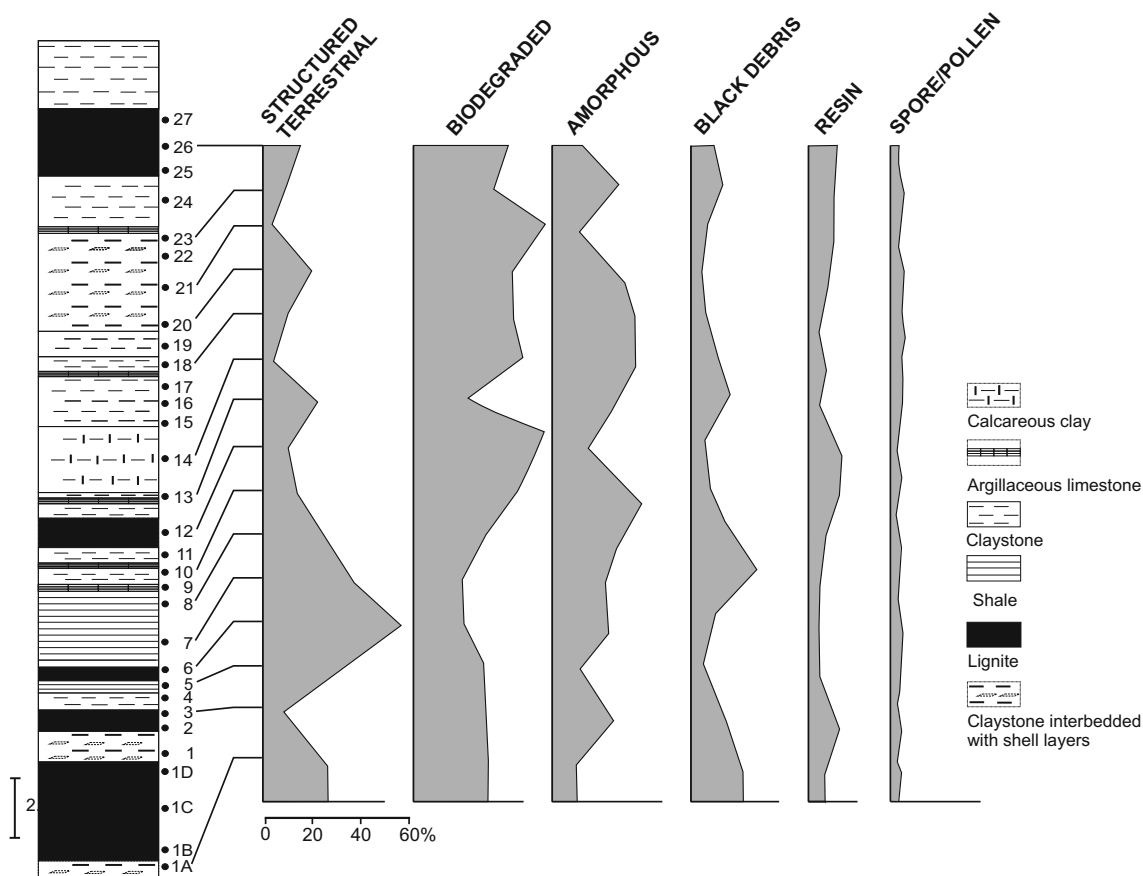 STRUCTURED
TERRESTRIAL
BIODEGRADED
AMORPHOUS
BLACK DEBRIS
RESIN
SPORE/POLLEN
27
26
25
24
23
22
21
20
19
18
17
16
15
14
13
12
11
10
9
8
7
6
5
4
3
2
1
1D
1C
1B
1A
2
0 20 40 60%
Calcareous clay
Argillaceous limestone
Claystone
Shale
Lignite
Claystone interbedded
with shell layers